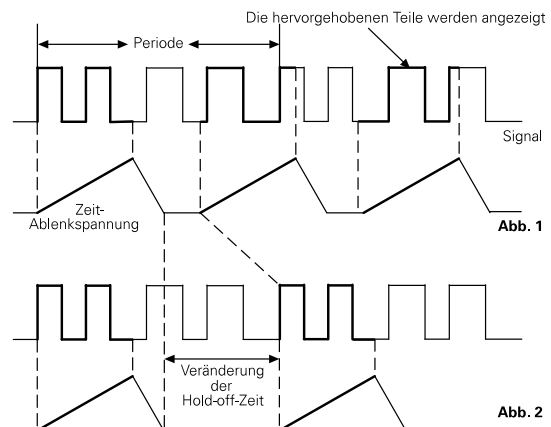 Die hervorgehobenen Teile werden angezeigt
Periode
Signal
Zeit-
Ablenkspannung
Abb. 1
Veränderung
der
Hold-off-Zeit
Abb. 2